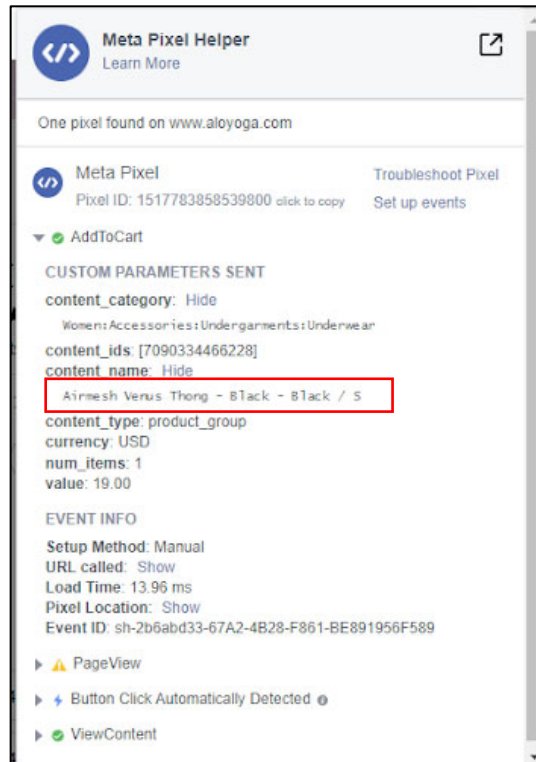 Meta Pixel Helper
Learn More
One pixel found on www.aloyoga.com
Meta Pixel
Troubleshoot Pixel
Pixel ID: 1517783858539800 click to copy
Set up events
AddToCart
CUSTOM PARAMETERS SENT
content_category: Hide
Women:Accessories:Undergarments:Underwear
content_ids: [7090334466228]
content_name: Hide
Airmesh Venus Thong - Black - Black / S
content_type: product_group
currency: USD
num_items: 1
value: 19.00
EVENT INFO
Setup Method: Manual
URL called: Show
Load Time: 13.96 ms
Pixel Location: Show
Event ID: sh-2b6abd33-67A2-4B28-F861-BE891956F589
PageView
Button Click Automatically Detected
ViewContent